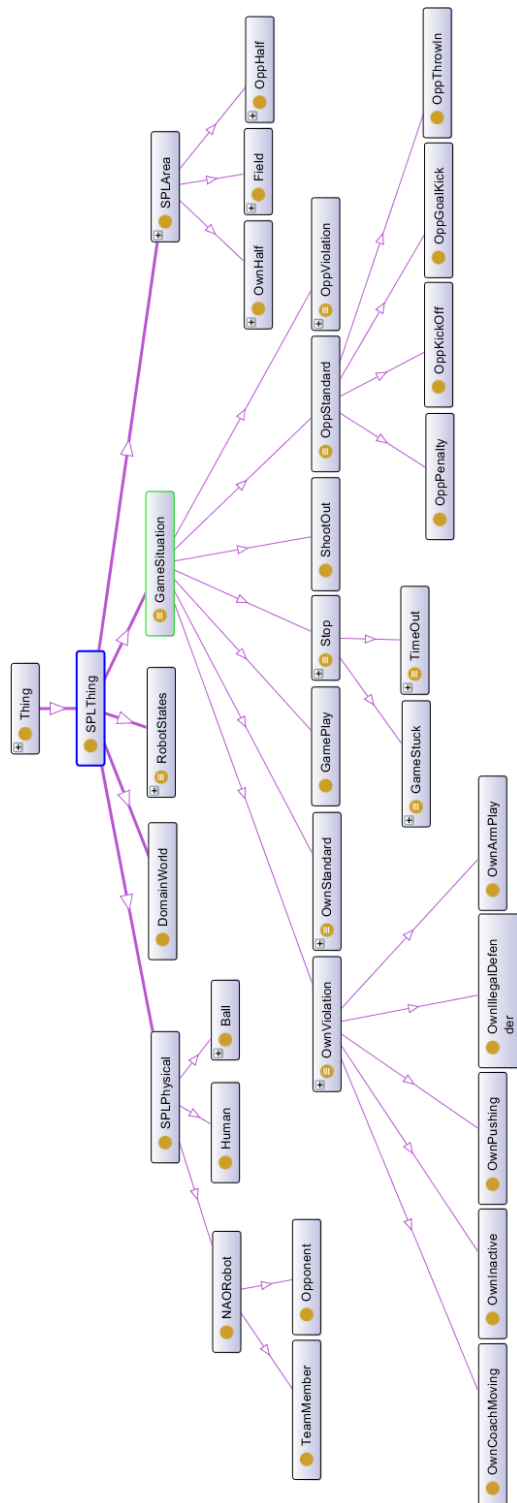 Thing
SPLThing
SPLPhysical
DomainWorld
RobotStates
GameSituation
SPLArea
NAORobot
Human
Ball
OwnHalf
Field
OppHalf
TeamMember
Opponent
OwnViolation
OwnStandard
GamePlay
Stop
ShootOut
OppStandard
OppViolation
GameStuck
TimeOut
OppPenalty
OppKickOff
OppGoalKick
OppThrowIn
OwnCoachMoving
OwnInactive
OwnPushing
OwnIllegalDefen
der
OwnArmPlay